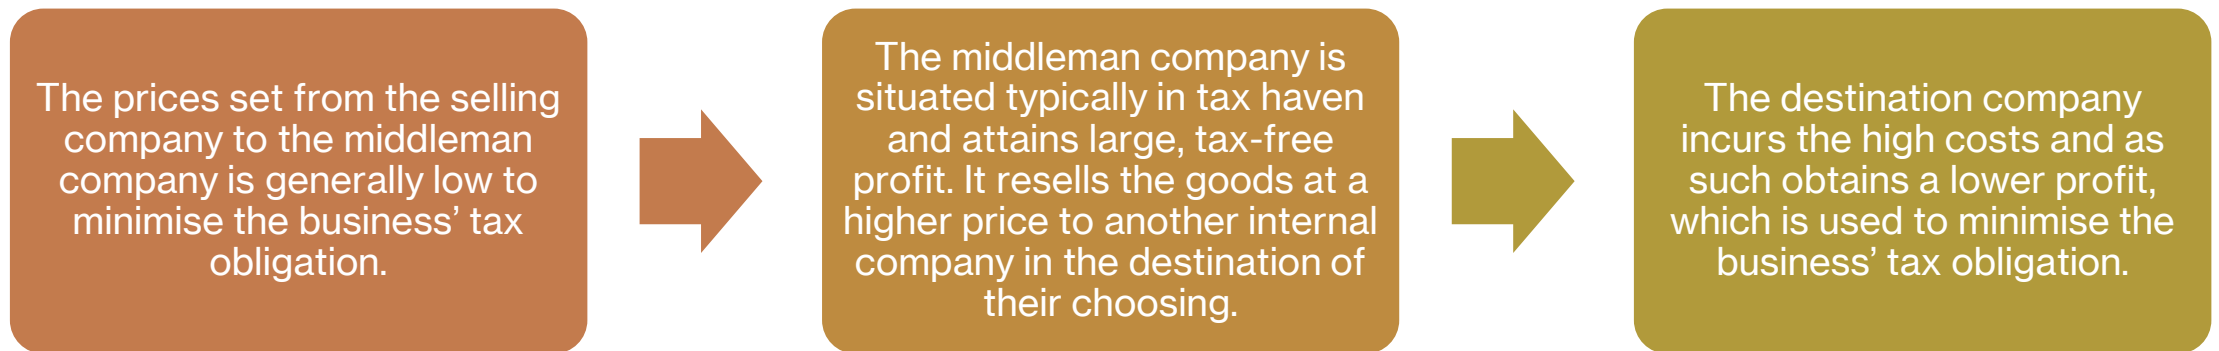 The prices set from the selling
company to the middleman
company is generally low to
minimise the business’ tax
obligation.
The middleman company is
situated typically in tax haven
and attains large, tax-free
profit. It resells the goods at a
higher price to another internal
company in the destination of
their choosing.
The destination company
incurs the high costs and as
such obtains a lower profit,
which is used to minimise the
business’ tax obligation.